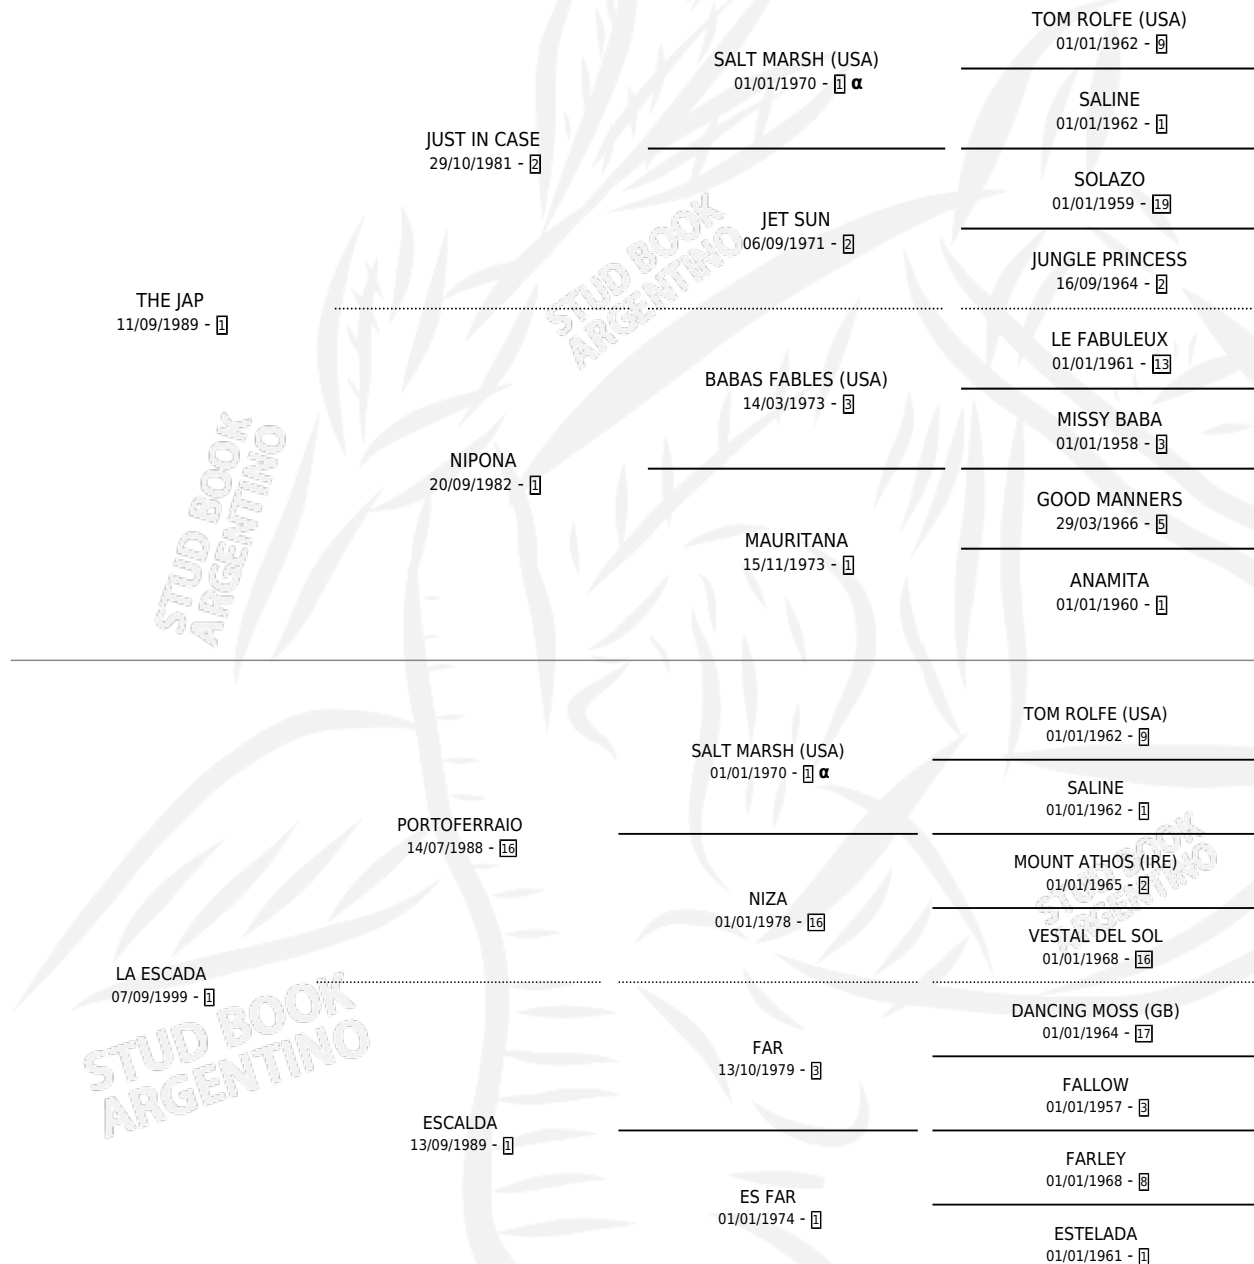 TOM ROLFE (USA)
01/01/1962 - 9
SALT MARSH (USA)
01/01/1970 - 1 α
SALINE
01/01/1962 - 1
JUST IN CASE
29/10/1981 - 2
SOLAZO
01/01/1959 - 19
JET SUN
06/09/1971 - 2
JUNGLE PRINCESS
16/09/1964 - 2
THE JAP
11/09/1989 - 1
LE FABULEUX
01/01/1961 - 13
BABAS FABLES (USA)
14/03/1973 - 3
MISSY BABA
01/01/1958 - 3
NIPONA
20/09/1982 - 1
GOOD MANNERS
29/03/1966 - 5
MAURITANA
15/11/1973 - 1
ANAMITA
01/01/1960 - 1
STUD BOOK
ARGENTINO
STUD BOOK
ARGENTINO
TOM ROLFE (USA)
01/01/1962 - 9
SALT MARSH (USA)
01/01/1970 - 1 α
SALINE
01/01/1962 - 1
PORTOFERRAIO
14/07/1988 - 16
MOUNT ATHOS (IRE)
01/01/1965 - 2
NIZA
01/01/1978 - 16
VESTAL DEL SOL
01/01/1968 - 16
LA ESCADA
07/09/1999 - 1
DANCING MOSS (GB)
01/01/1964 - 17
FAR
13/10/1979 - 3
FALLOW
01/01/1957 - 3
ESCALDA
13/09/1989 - 1
FARLEY
01/01/1968 - 8
ES FAR
01/01/1974 - 1
ESTELADA
01/01/1961 - 1
STUD BOOK
ARGENTINO
STUD BOOK
ARGENTINO